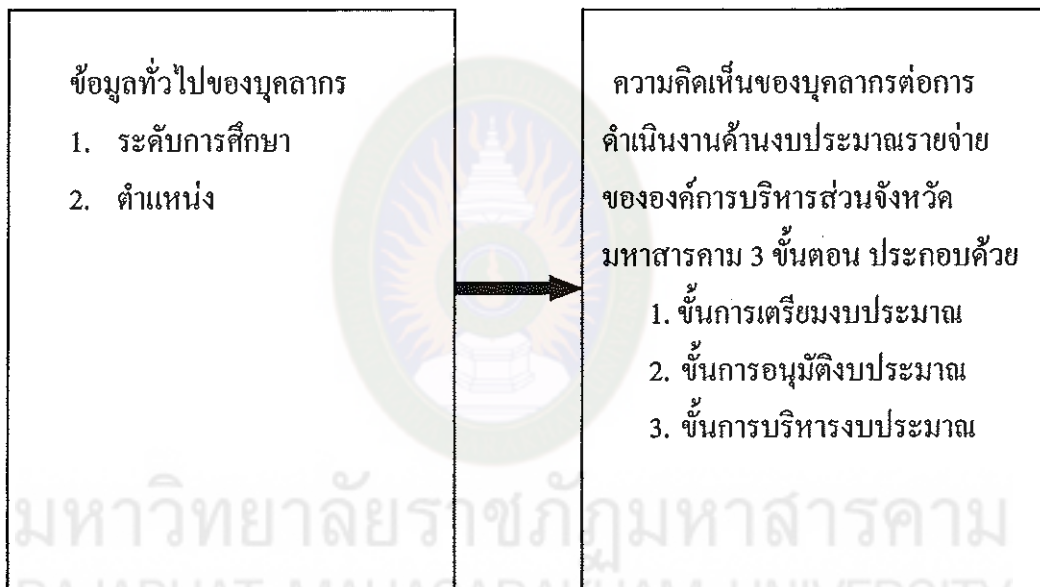 ข้อมูลทั่วไปของบุคลากร
1. ระดับการศึกษา
2. ตำแหน่ง
ความคิดเห็นของบุคลากรต่อการ
ดำเนินงานด้านงบประมาณรายจ่าย
ขององค์การบริหารส่วนจังหวัด
มหาสารคาม 3 ขั้นตอน ประกอบด้วย
1. ขั้นการเตรียมงบประมาณ
2. ขั้นการอนุมัติงบประมาณ
3. ขั้นการบริหารงบประมาณ
มหาวิทยาลัยราชภัฏมหาสารคาม
RAJABHAT MAHASARAKHAM UNIVERSITY